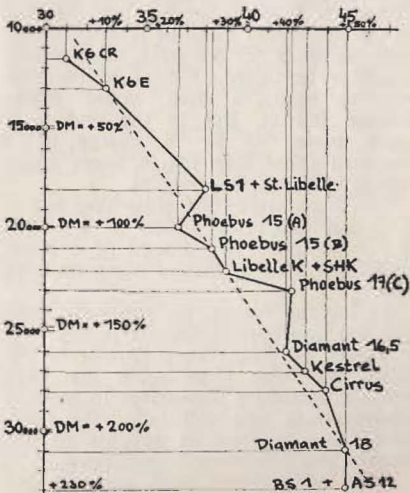 30 35 40 45
+10% +20% +30% +40% +50%
10000
K6 CR
K6 E
15000 DM = +50%
LS1 + St. Libelle
20000 DM = +100% Phoebus 15 (A)
Phoebus 15 (B)
Libelle K + SHK
Phoebus 17 (C)
25000 DM = +150%
Diamant 16,5
Kestrel
Cirrus
30000 DM = +200%
Diamant 18
+230% BS 1 + AS 12